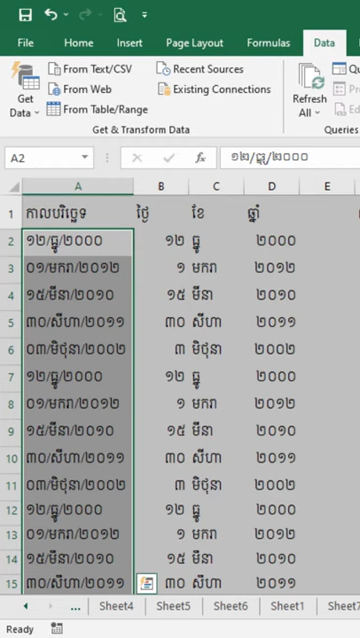 File Home Insert Page Layout Formulas Data
From Text/CSV Recent Sources
From Web Existing Connections
From Table/Range
Get Data Refresh All
Get & Transform Data Queries
A2 fx ១២/ធ្នូ/២០០០
A B C D E
1 កាលបរិច្ឆេទ ថ្ងៃ ខែ ឆ្នាំ
2 ១២/ធ្នូ/២០០០ ១២ ធ្នូ ២០០០
3 ០១/មករា/២០១២ ១ មករា ២០១២
4 ១៥/មីនា/២០១០ ១៥ មីនា ២០១០
5 ៣០/សីហា/២០១១ ៣០ សីហា ២០១១
6 ០៣/មិថុនា/២០០២ ៣ មិថុនា ២០០២
7 ១២/ធ្នូ/២០០០ ១២ ធ្នូ ២០០០
8 ០១/មករា/២០១២ ១ មករា ២០១២
9 ១៥/មីនា/២០១០ ១៥ មីនា ២០១០
10 ៣០/សីហា/២០១១ ៣០ សីហា ២០១១
11 ០៣/មិថុនា/២០០២ ៣ មិថុនា ២០០២
12 ១២/ធ្នូ/២០០០ ១២ ធ្នូ ២០០០
13 ០១/មករា/២០១២ ១ មករា ២០១២
14 ១៥/មីនា/២០១០ ១៥ មីនា ២០១០
15 ៣០/សីហា/២០១១ ៣០ សីហា ២០១១
... Sheet4 Sheet5 Sheet6 Sheet1 Sheet7
Ready